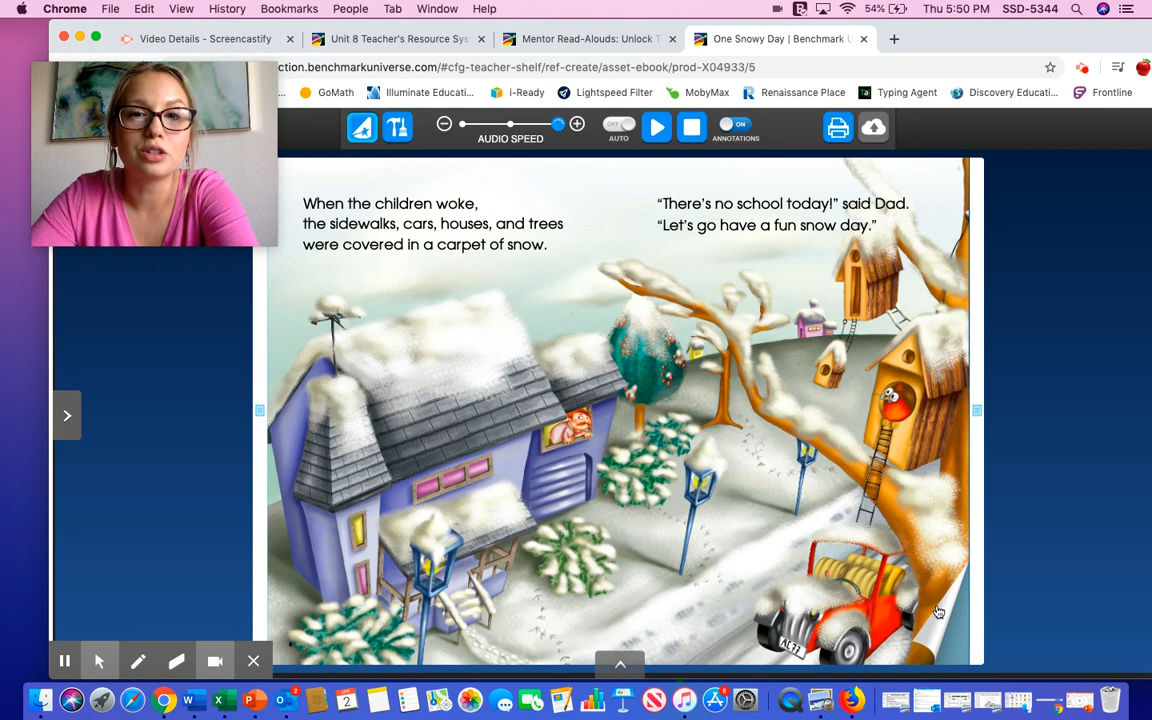 Chrome File Edit View History Bookmarks People Tab Window Help 54% Thu 5:50 PM SSD-5344
Video Details - Screencastify Unit 8 Teacher's Resource Sys Mentor Read-Alouds: Unlock T One Snowy Day | Benchmark U
ction.benchmarkuniverse.com/#cfg-teacher-shelf/ref-create/asset-ebook/prod-X04933/5
GoMath Illuminate Educati... i-Ready Lightspeed Filter MobyMax Renaissance Place Typing Agent Discovery Educati... Frontline
OFF ON
AUDIO SPEED AUTO ANNOTATIONS
When the children woke,
the sidewalks, cars, houses, and trees
were covered in a carpet of snow.
“There’s no school today!” said Dad.
“Let’s go have a fun snow day.”
AC77